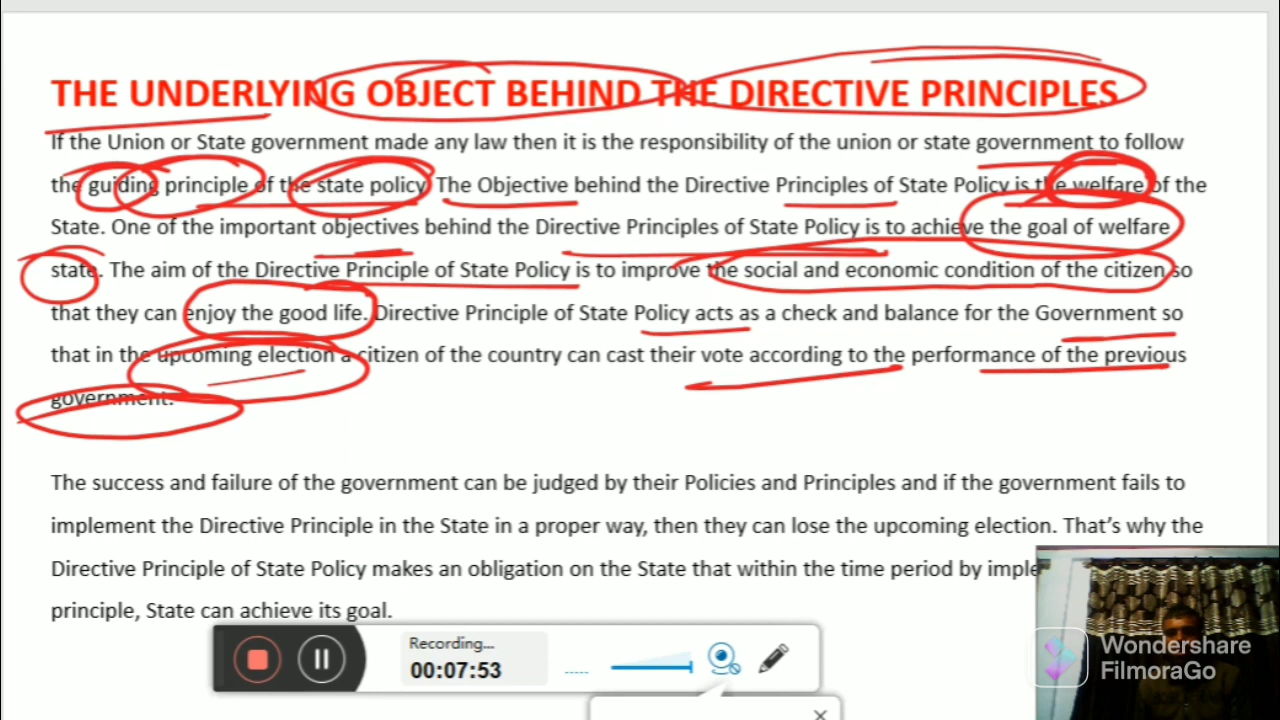 THE UNDERLYING OBJECT BEHIND THE DIRECTIVE PRINCIPLES
If the Union or State government made any law then it is the responsibility of the union or state government to follow
the guiding principle of the state policy. The Objective behind the Directive Principles of State Policy is the welfare of the
State. One of the important objectives behind the Directive Principles of State Policy is to achieve the goal of welfare
state. The aim of the Directive Principle of State Policy is to improve the social and economic condition of the citizen so
that they can enjoy the good life. Directive Principle of State Policy acts as a check and balance for the Government so
that in the upcoming election a citizen of the country can cast their vote according to the performance of the previous
government.
The success and failure of the government can be judged by their Policies and Principles and if the government fails to
implement the Directive Principle in the State in a proper way, then they can lose the upcoming election. That's why the
Directive Principle of State Policy makes an obligation on the State that within the time period by imple
principle, State can achieve its goal.
Recording...
00:07:53
Wondershare
FilmoraGo